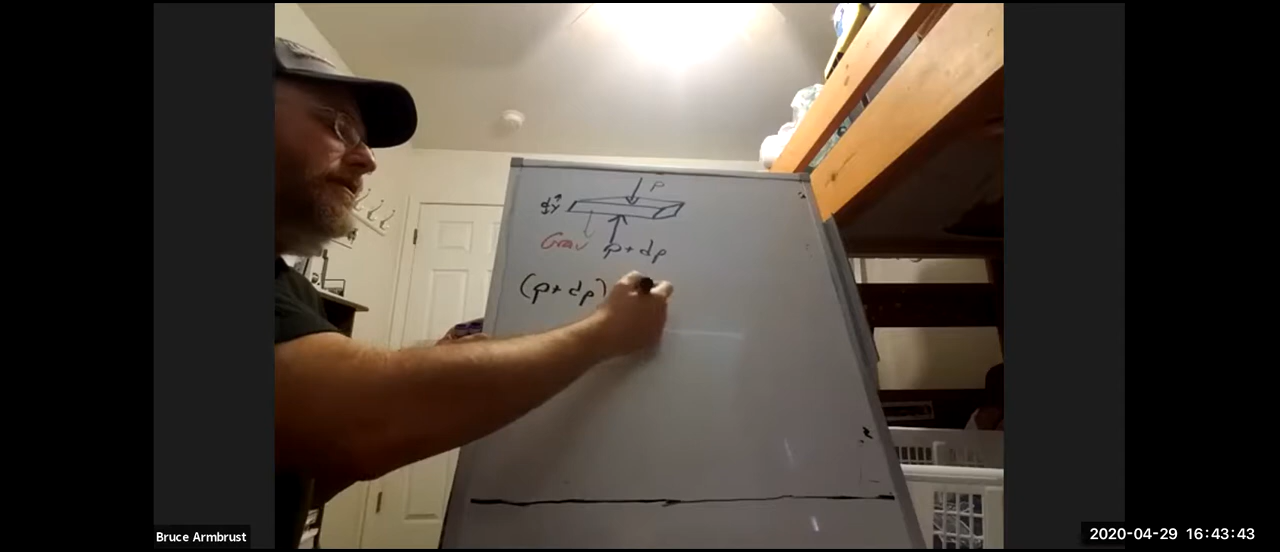 p
dy
Grav p+dp
(p+dp)
Bruce Armbrust
2020-04-29 16:43:43